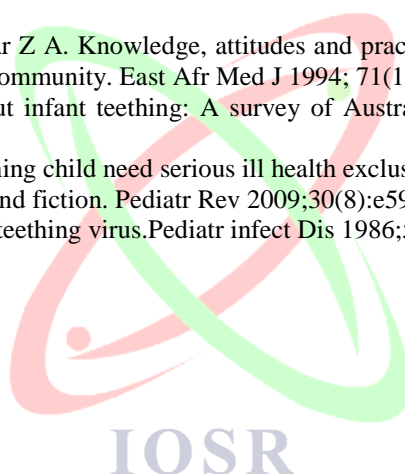 ar Z A. Knowledge, attitudes and prac
ommunity. East Afr Med J 1994; 71(1
ut infant teething: A survey of Austra
ning child need serious ill health exclus
nd fiction. Pediatr Rev 2009;30(8):e59
teething virus.Pediatr infect Dis 1986;
IOSR